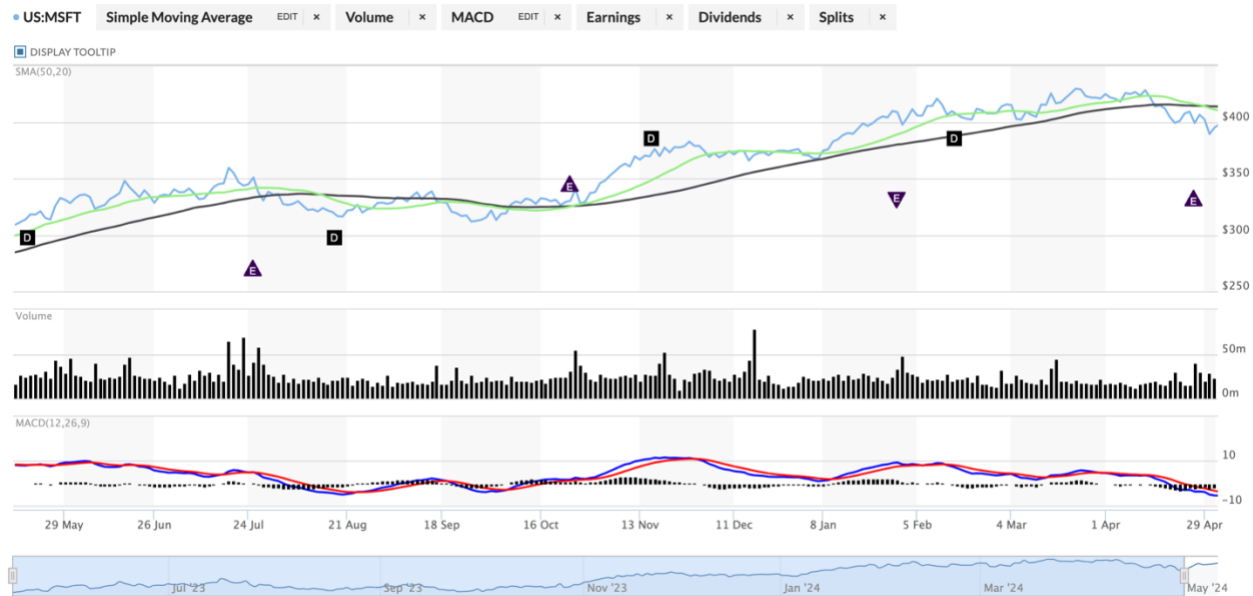 US:MSFT Simple Moving Average EDIT × Volume × MACD EDIT × Earnings × Dividends × Splits ×
DISPLAY TOOLTIP
SMA(50,20)
$400
D D
$350
E E E
$300
D D
E
$250
Volume
50m
0m
MACD(12,26,9)
10
-10
29 May 26 Jun 24 Jul 21 Aug 18 Sep 16 Oct 13 Nov 11 Dec 8 Jan 5 Feb 4 Mar 1 Apr 29 Apr
Jul '23 Sep '23 Nov '23 Jan '24 Mar '24 May '24